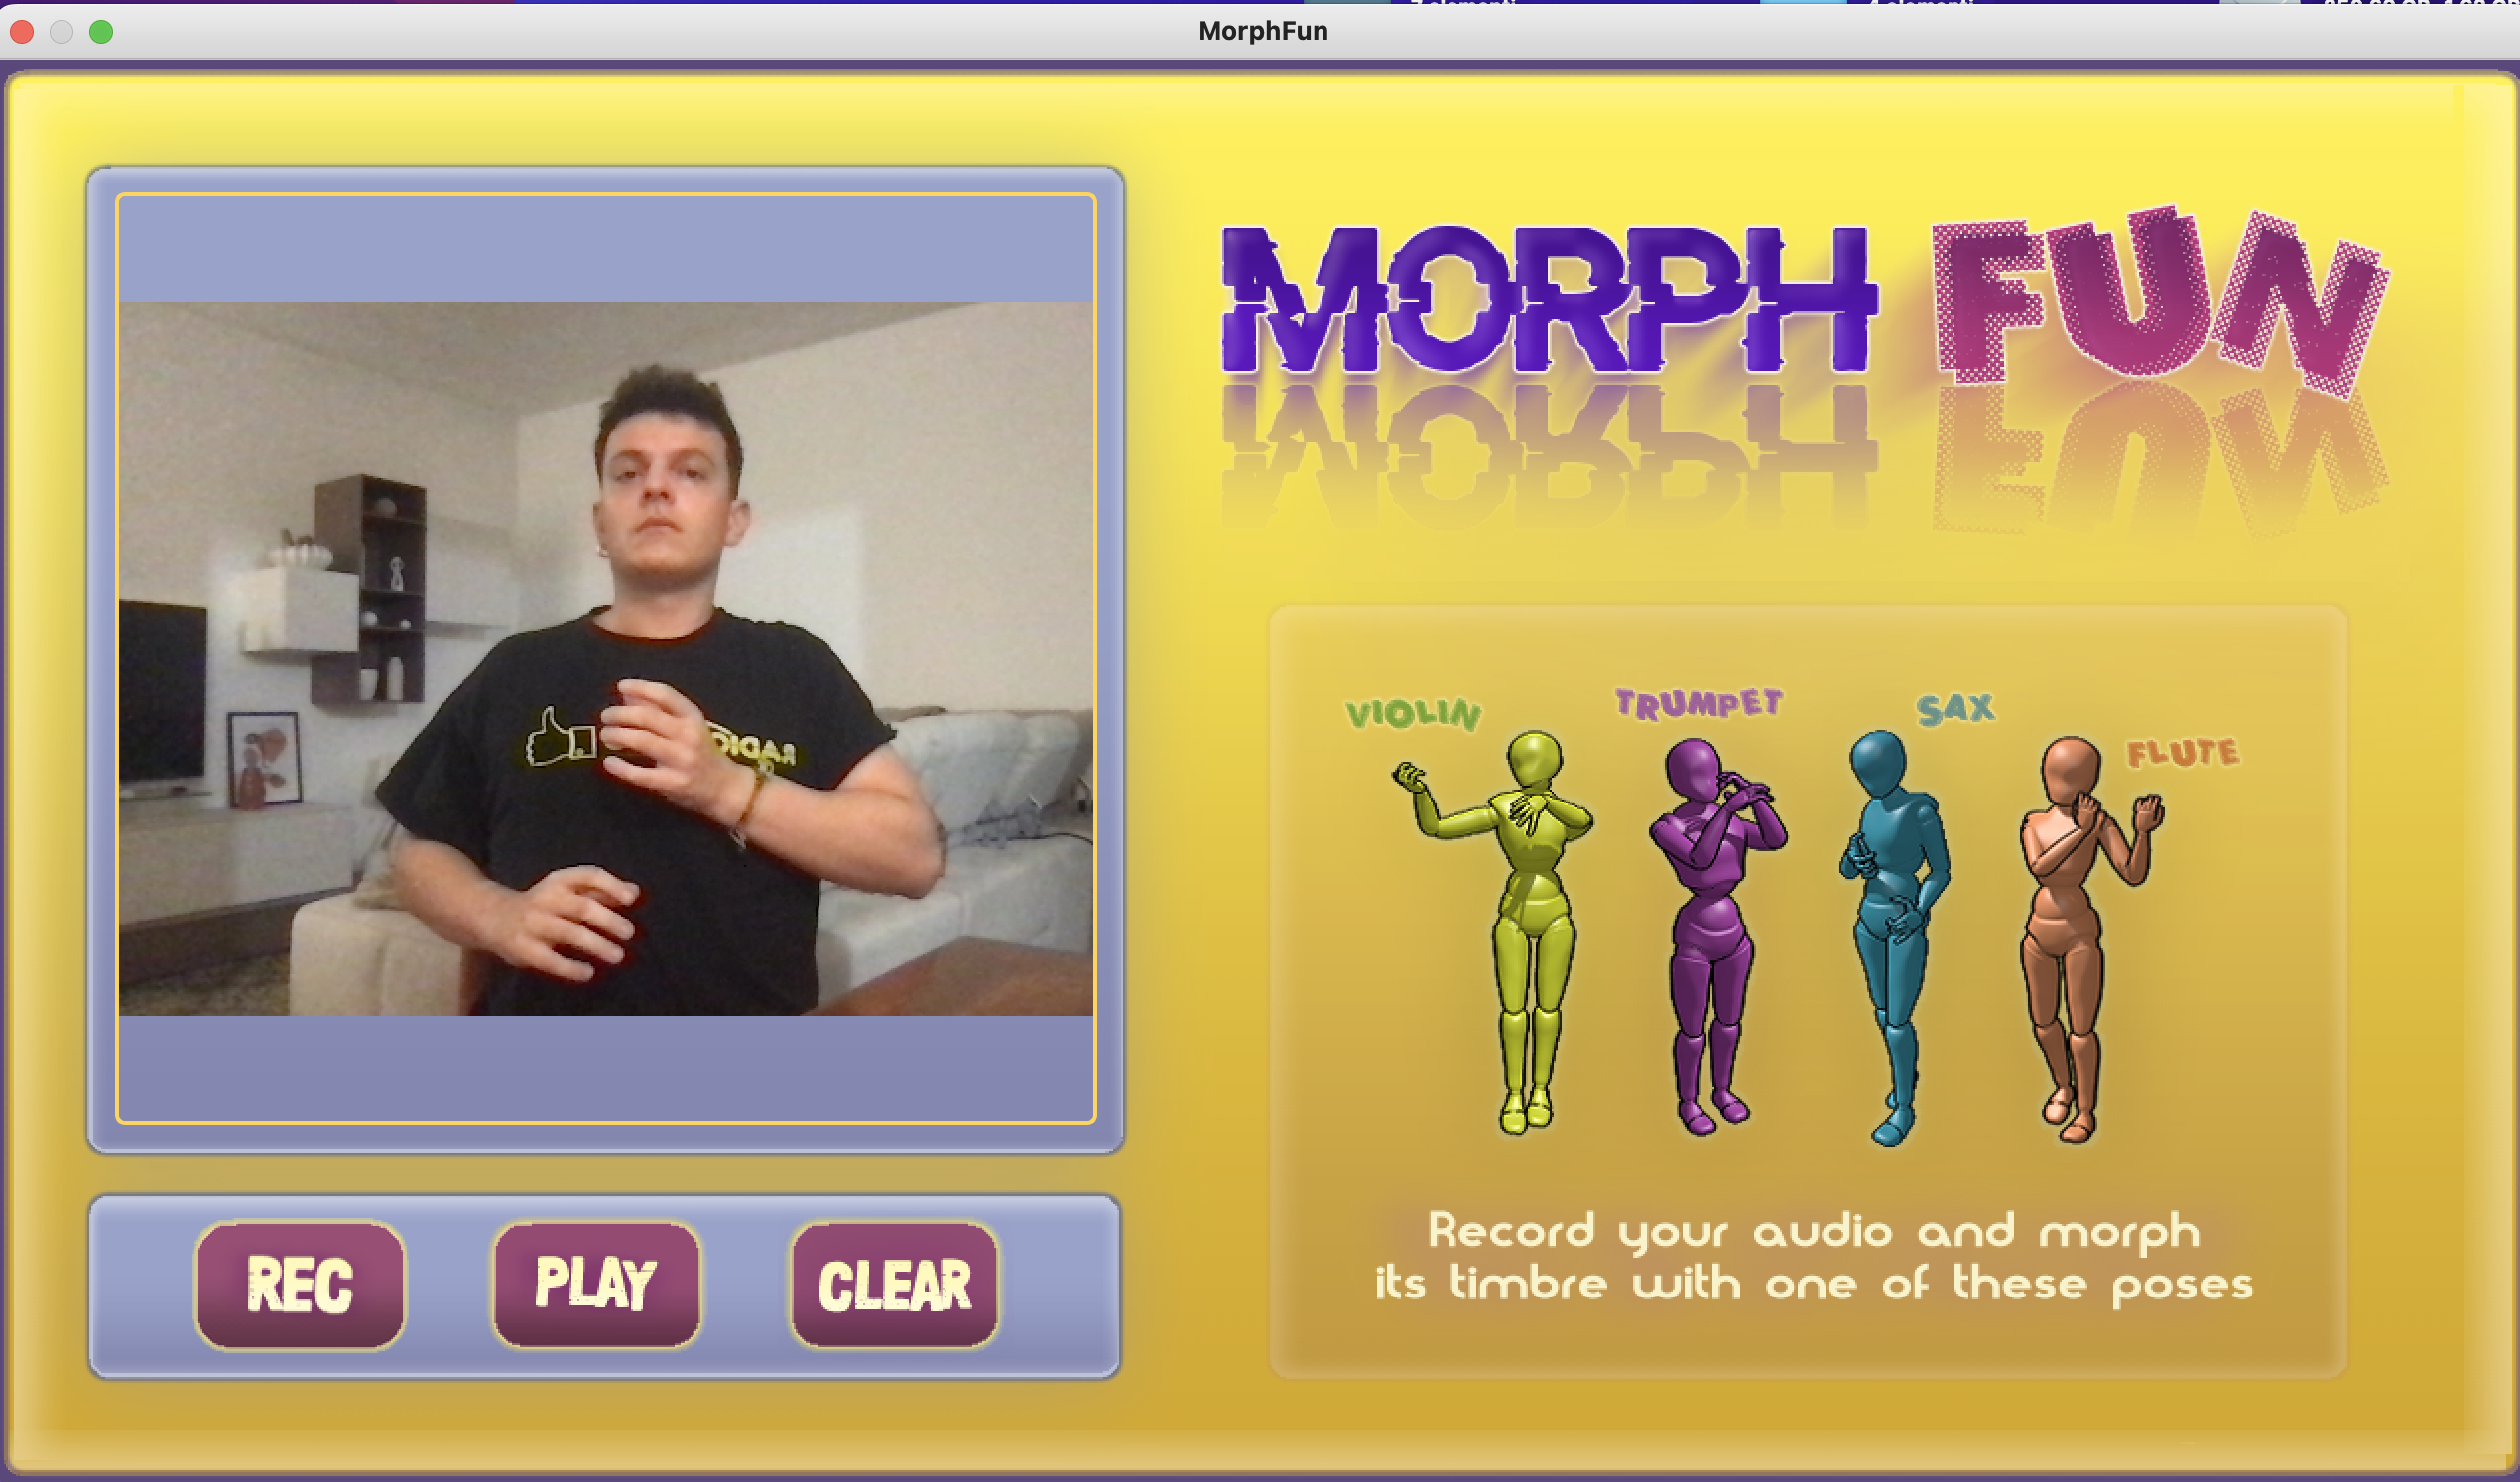 MorphFun
MORPH FUN
VIOLIN
TRUMPET
SAX
FLUTE
Record your audio and morph
its timbre with one of these poses
REC
PLAY
CLEAR
RADIO